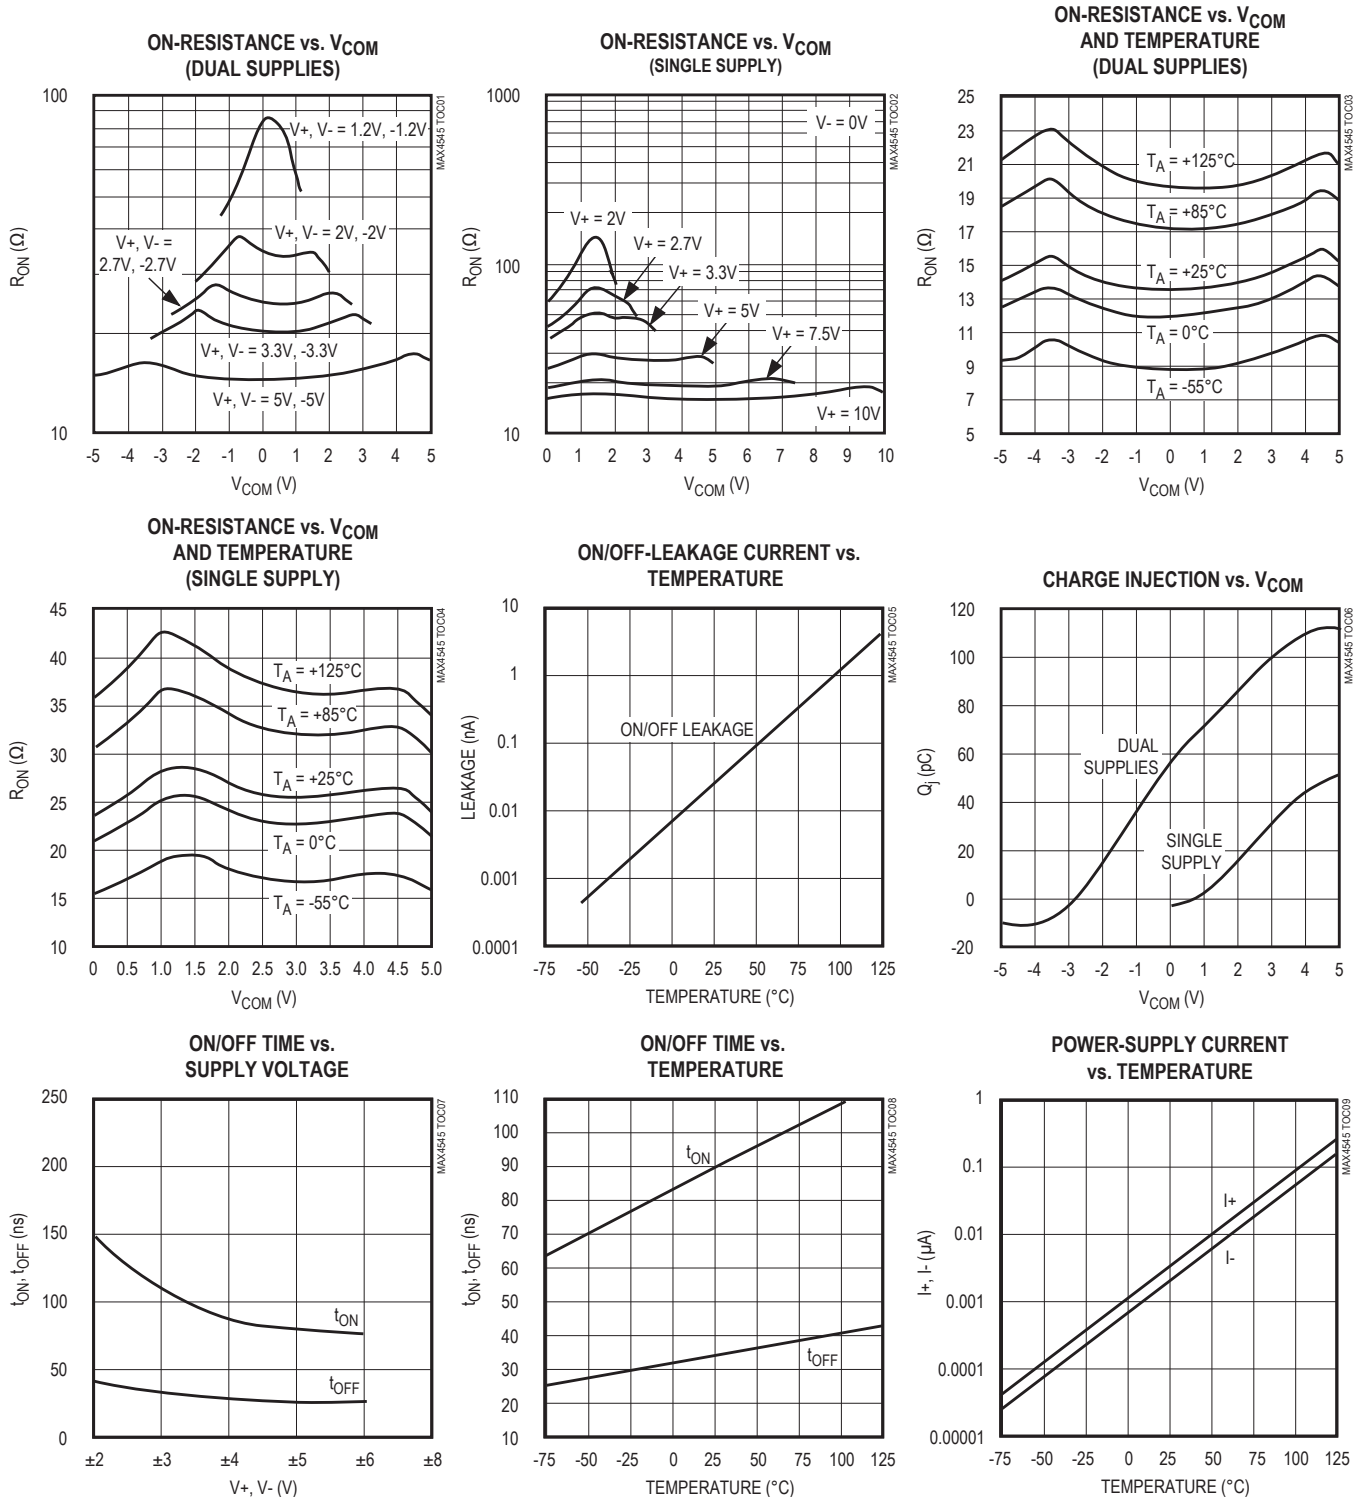 ON-RESISTANCE vs. VCOM
(DUAL SUPPLIES)
100
10
RON (Ω)
V+, V- = 1.2V, -1.2V
V+, V- = 2V, -2V
V+, V- =
2.7V, -2.7V
V+, V- = 3.3V, -3.3V
V+, V- = 5V, -5V
-5 -4 -3 -2 -1 0 1 2 3 4 5
VCOM (V)
MAX4545 TOC01
ON-RESISTANCE vs. VCOM
(SINGLE SUPPLY)
1000
100
10
RON (Ω)
V- = 0V
V+ = 2V
V+ = 2.7V
V+ = 3.3V
V+ = 5V
V+ = 7.5V
V+ = 10V
0 1 2 3 4 5 6 7 8 9 10
VCOM (V)
MAX4545 TOC02
ON-RESISTANCE vs. VCOM
AND TEMPERATURE
(DUAL SUPPLIES)
25
23
21
19
17
15
13
11
9
7
5
RON (Ω)
TA = +125°C
TA = +85°C
TA = +25°C
TA = 0°C
TA = -55°C
-5 -4 -3 -2 -1 0 1 2 3 4 5
VCOM (V)
MAX4545 TOC03
ON-RESISTANCE vs. VCOM
AND TEMPERATURE
(SINGLE SUPPLY)
45
40
35
30
25
20
15
10
RON (Ω)
TA = +125°C
TA = +85°C
TA = +25°C
TA = 0°C
TA = -55°C
0 0.5 1.0 1.5 2.0 2.5 3.0 3.5 4.0 4.5 5.0
VCOM (V)
MAX4545 TOC04
ON/OFF-LEAKAGE CURRENT vs.
TEMPERATURE
10
1
0.1
0.01
0.001
0.0001
LEAKAGE (nA)
ON/OFF LEAKAGE
-75 -50 -25 0 25 50 75 100 125
TEMPERATURE (°C)
MAX4545 TOC05
CHARGE INJECTION vs. VCOM
120
100
80
60
40
20
0
-20
Qj (pC)
DUAL
SUPPLIES
SINGLE
SUPPLY
-5 -4 -3 -2 -1 0 1 2 3 4 5
VCOM (V)
MAX4545 TOC06
ON/OFF TIME vs.
SUPPLY VOLTAGE
250
200
150
100
50
0
tON, tOFF (ns)
tON
tOFF
±2 ±3 ±4 ±5 ±6 ±8
V+, V- (V)
MAX4545 TOC07
ON/OFF TIME vs.
TEMPERATURE
110
100
90
80
70
60
50
40
30
20
10
tON, tOFF (ns)
tON
tOFF
-75 -50 -25 0 25 50 75 100 125
TEMPERATURE (°C)
MAX4545 TOC08
POWER-SUPPLY CURRENT
vs. TEMPERATURE
1
0.1
0.01
0.001
0.0001
0.00001
I+, I- (µA)
I+
I-
-75 -50 -25 0 25 50 75 100 125
TEMPERATURE (°C)
MAX4545 TOC09